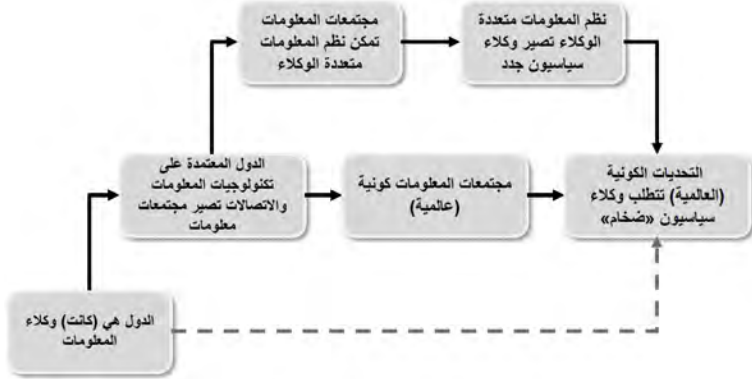 مجتمعات المعلومات
تمكن نظم المعلومات
متعددة الوكلاء
نظم المعلومات متعددة
الوكلاء تصير وكلاء
سياسيون جدد
الدول المعتمدة على
تكنولوجيات المعلومات
والاتصالات تصير مجتمعات
معلومات
مجتمعات المعلومات كونية
(عالمية)
التحديات الكونية
(العالمية) تتطلب وكلاء
سياسيون «ضخام»
الدول هي (كانت) وكلاء
المعلومات